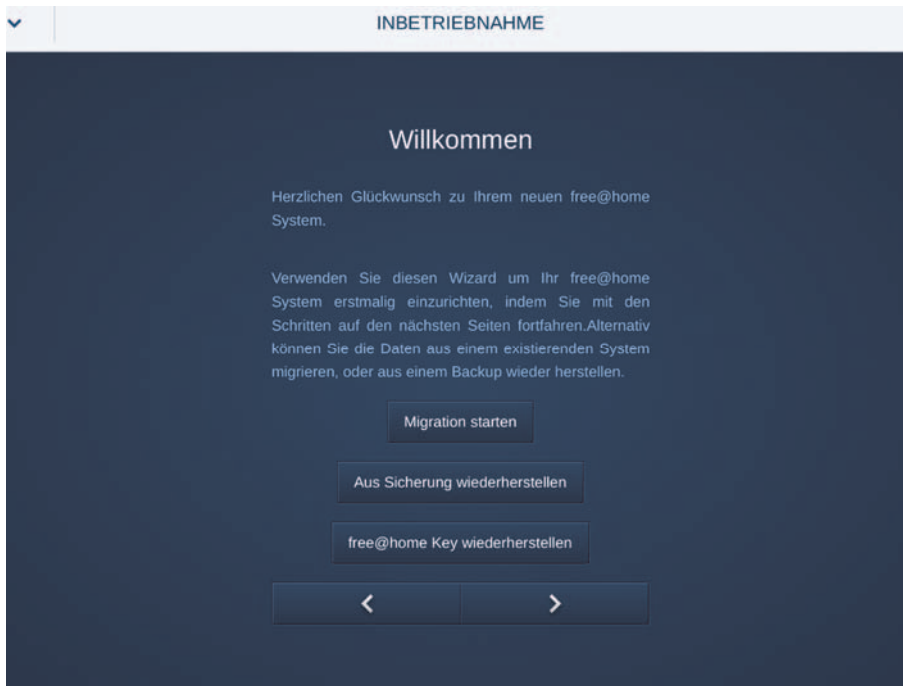 INBETRIEBNAHME
Willkommen
Herzlichen Glückwunsch zu Ihrem neuen free@home
System.
Verwenden Sie diesen Wizard um Ihr free@home
System erstmalig einzurichten, indem Sie mit den
Schritten auf den nächsten Seiten fortfahren.Alternativ
können Sie die Daten aus einem existierenden System
migrieren, oder aus einem Backup wieder herstellen.
Migration starten
Aus Sicherung wiederherstellen
free@home Key wiederherstellen